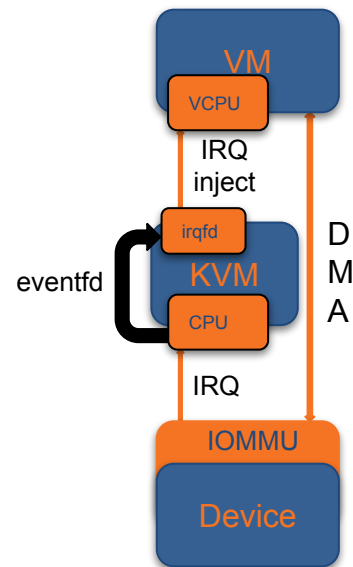 VM
VCPU
IRQ
inject
irqfd
KVM
eventfd
CPU
D
M
A
IRQ
IOMMU
Device